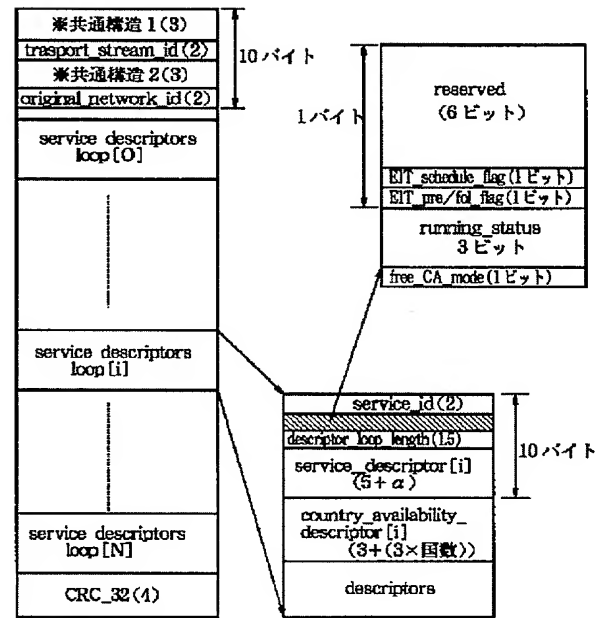 ※共通構造1(3)
trasport_stream_id(2)
※共通構造2(3)
original_network_id(2)
10バイト
service descriptors
loop[0]
service descriptors
loop[i]
service descriptors
loop[N]
CRC_32(4)
1バイト
reserved
(6ビット)
EIT_schedule_flag(1ビット)
EIT_pre/fol_flag(1ビット)
running_status
3ビット
free_CA_mode(1ビット)
service_id(2)
descriptor_loop_length(1.5)
service_descriptor[i]
(5+α)
10バイト
country_availability_
descriptor[i]
(3+(3×国数))
descriptors